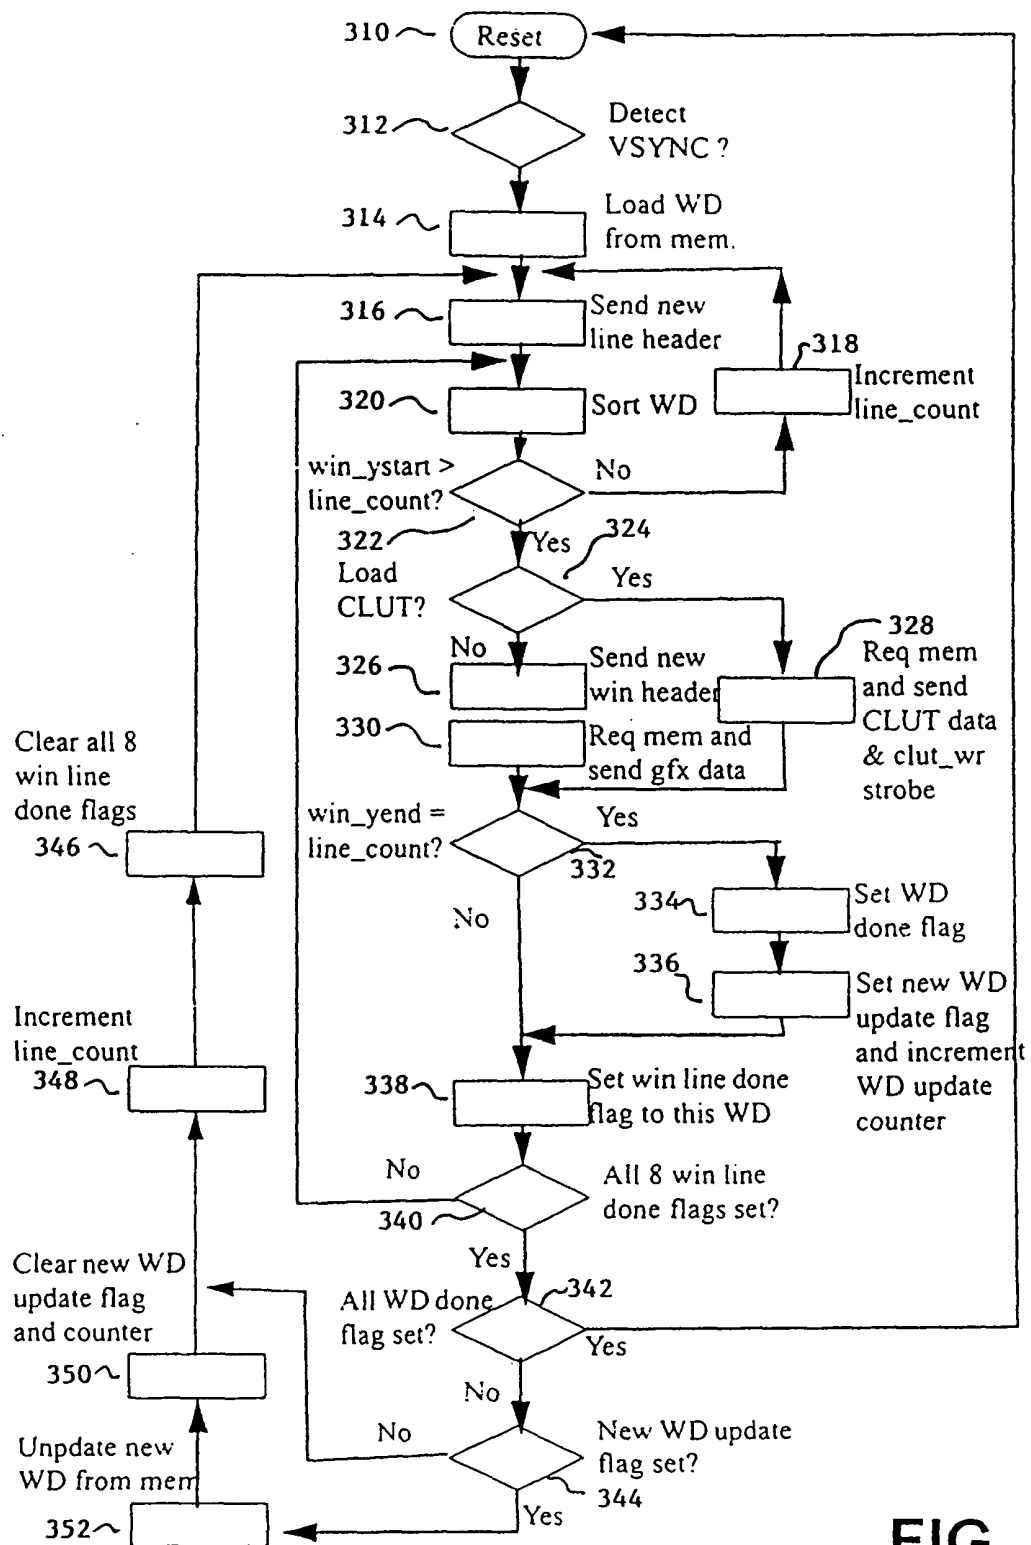 310
Reset
312
Detect
VSYNC ?
314
Load WD
from mem.
316
Send new
line header
318
Increment
line_count
320
Sort WD
win_ystart >
line_count?
No
322
Yes
324
Load
CLUT?
Yes
No
326
Send new
win header
328
Req mem
and send
CLUT data
& clut_wr
strobe
330
Req mem and
send gfx data
Clear all 8
win line
done flags
346
win_yend =
line_count?
Yes
332
No
334
Set WD
done flag
336
Set new WD
update flag
and increment
WD update
counter
Increment
line_count
348
338
Set win line done
flag to this WD
No
340
All 8 win line
done flags set?
Yes
Clear new WD
update flag
and counter
350
342
All WD done
flag set?
Yes
No
No
New WD update
flag set?
344
Yes
Unpdate new
WD from mem
352
FIG